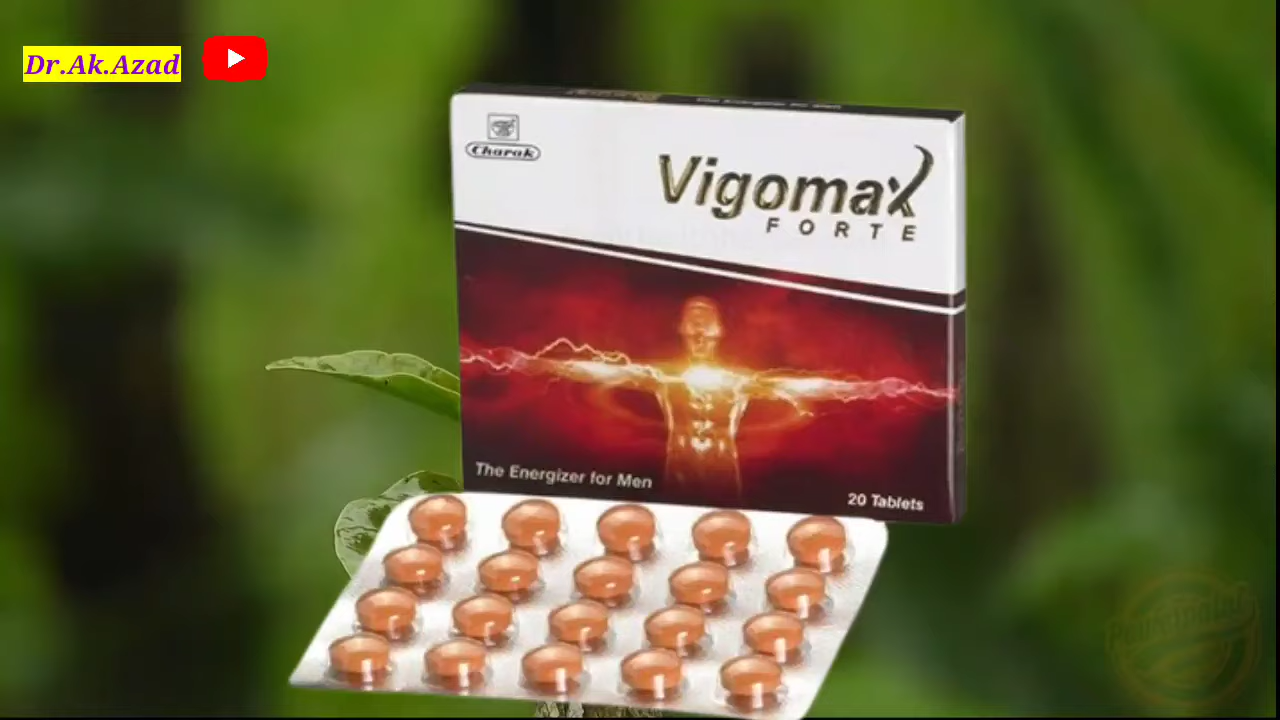 Dr.Ak.Azad
Charak
Vigomax
FORTE
The Energizer for Men
20 Tablets